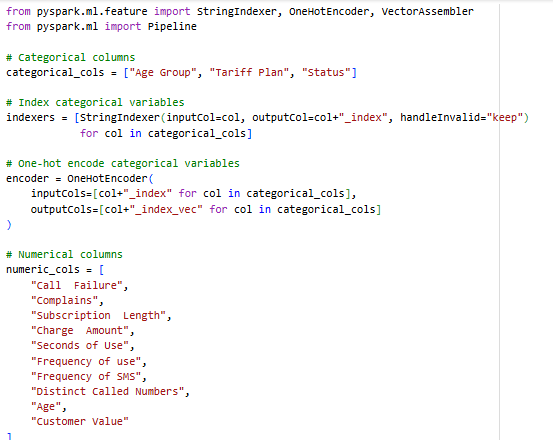 from pyspark.ml.feature import StringIndexer, OneHotEncoder, VectorAssembler
from pyspark.ml import Pipeline

# Categorical columns
categorical_cols = ["Age Group", "Tariff Plan", "Status"]

# Index categorical variables
indexers = [StringIndexer(inputCol=col, outputCol=col+"_index", handleInvalid="keep")
            for col in categorical_cols]

# One-hot encode categorical variables
encoder = OneHotEncoder(
    inputCols=[col+"_index" for col in categorical_cols],
    outputCols=[col+"_index_vec" for col in categorical_cols]
)

# Numerical columns
numeric_cols = [
    "Call  Failure",
    "Complains",
    "Subscription  Length",
    "Charge  Amount",
    "Seconds of Use",
    "Frequency of use",
    "Frequency of SMS",
    "Distinct Called Numbers",
    "Age",
    "Customer Value"
]